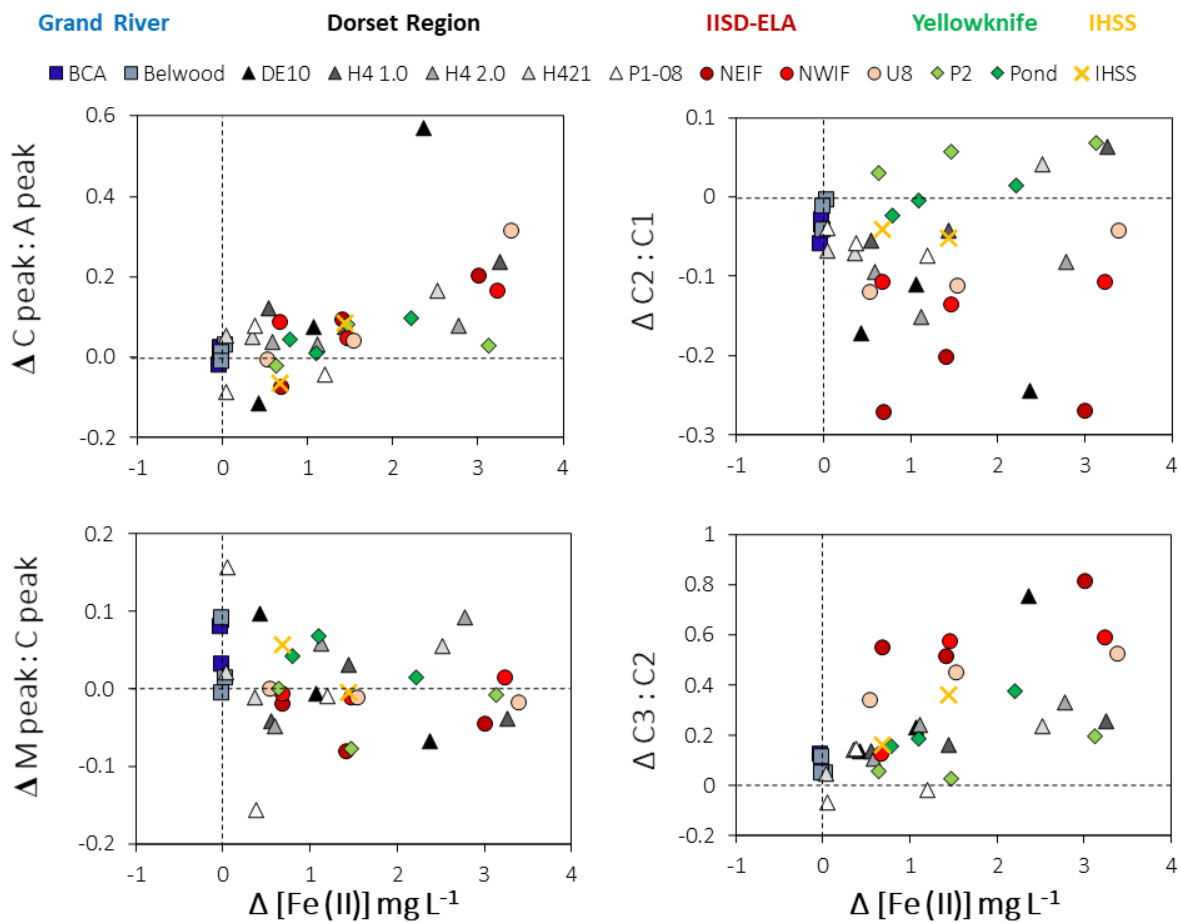 Grand River Dorset Region IISD-ELA Yellowknife IHSS
BCA Belwood DE10 H4 1.0 H4 2.0 H421 P1-08 NEIF NWIF U8 P2 Pond IHSS
Δ C peak : A peak
0.6
0.4
0.2
0.0
-0.2
-1 0 1 2 3 4
Δ C2 : C1
0.1
0
-0.1
-0.2
-0.3
-1 0 1 2 3 4
Δ M peak : C peak
0.2
0.1
0.0
-0.1
-0.2
-1 0 1 2 3 4
Δ [Fe (II)] mg L⁻¹
Δ C3 : C2
1
0.8
0.6
0.4
0.2
0
-0.2
-1 0 1 2 3 4
Δ [Fe (II)] mg L⁻¹